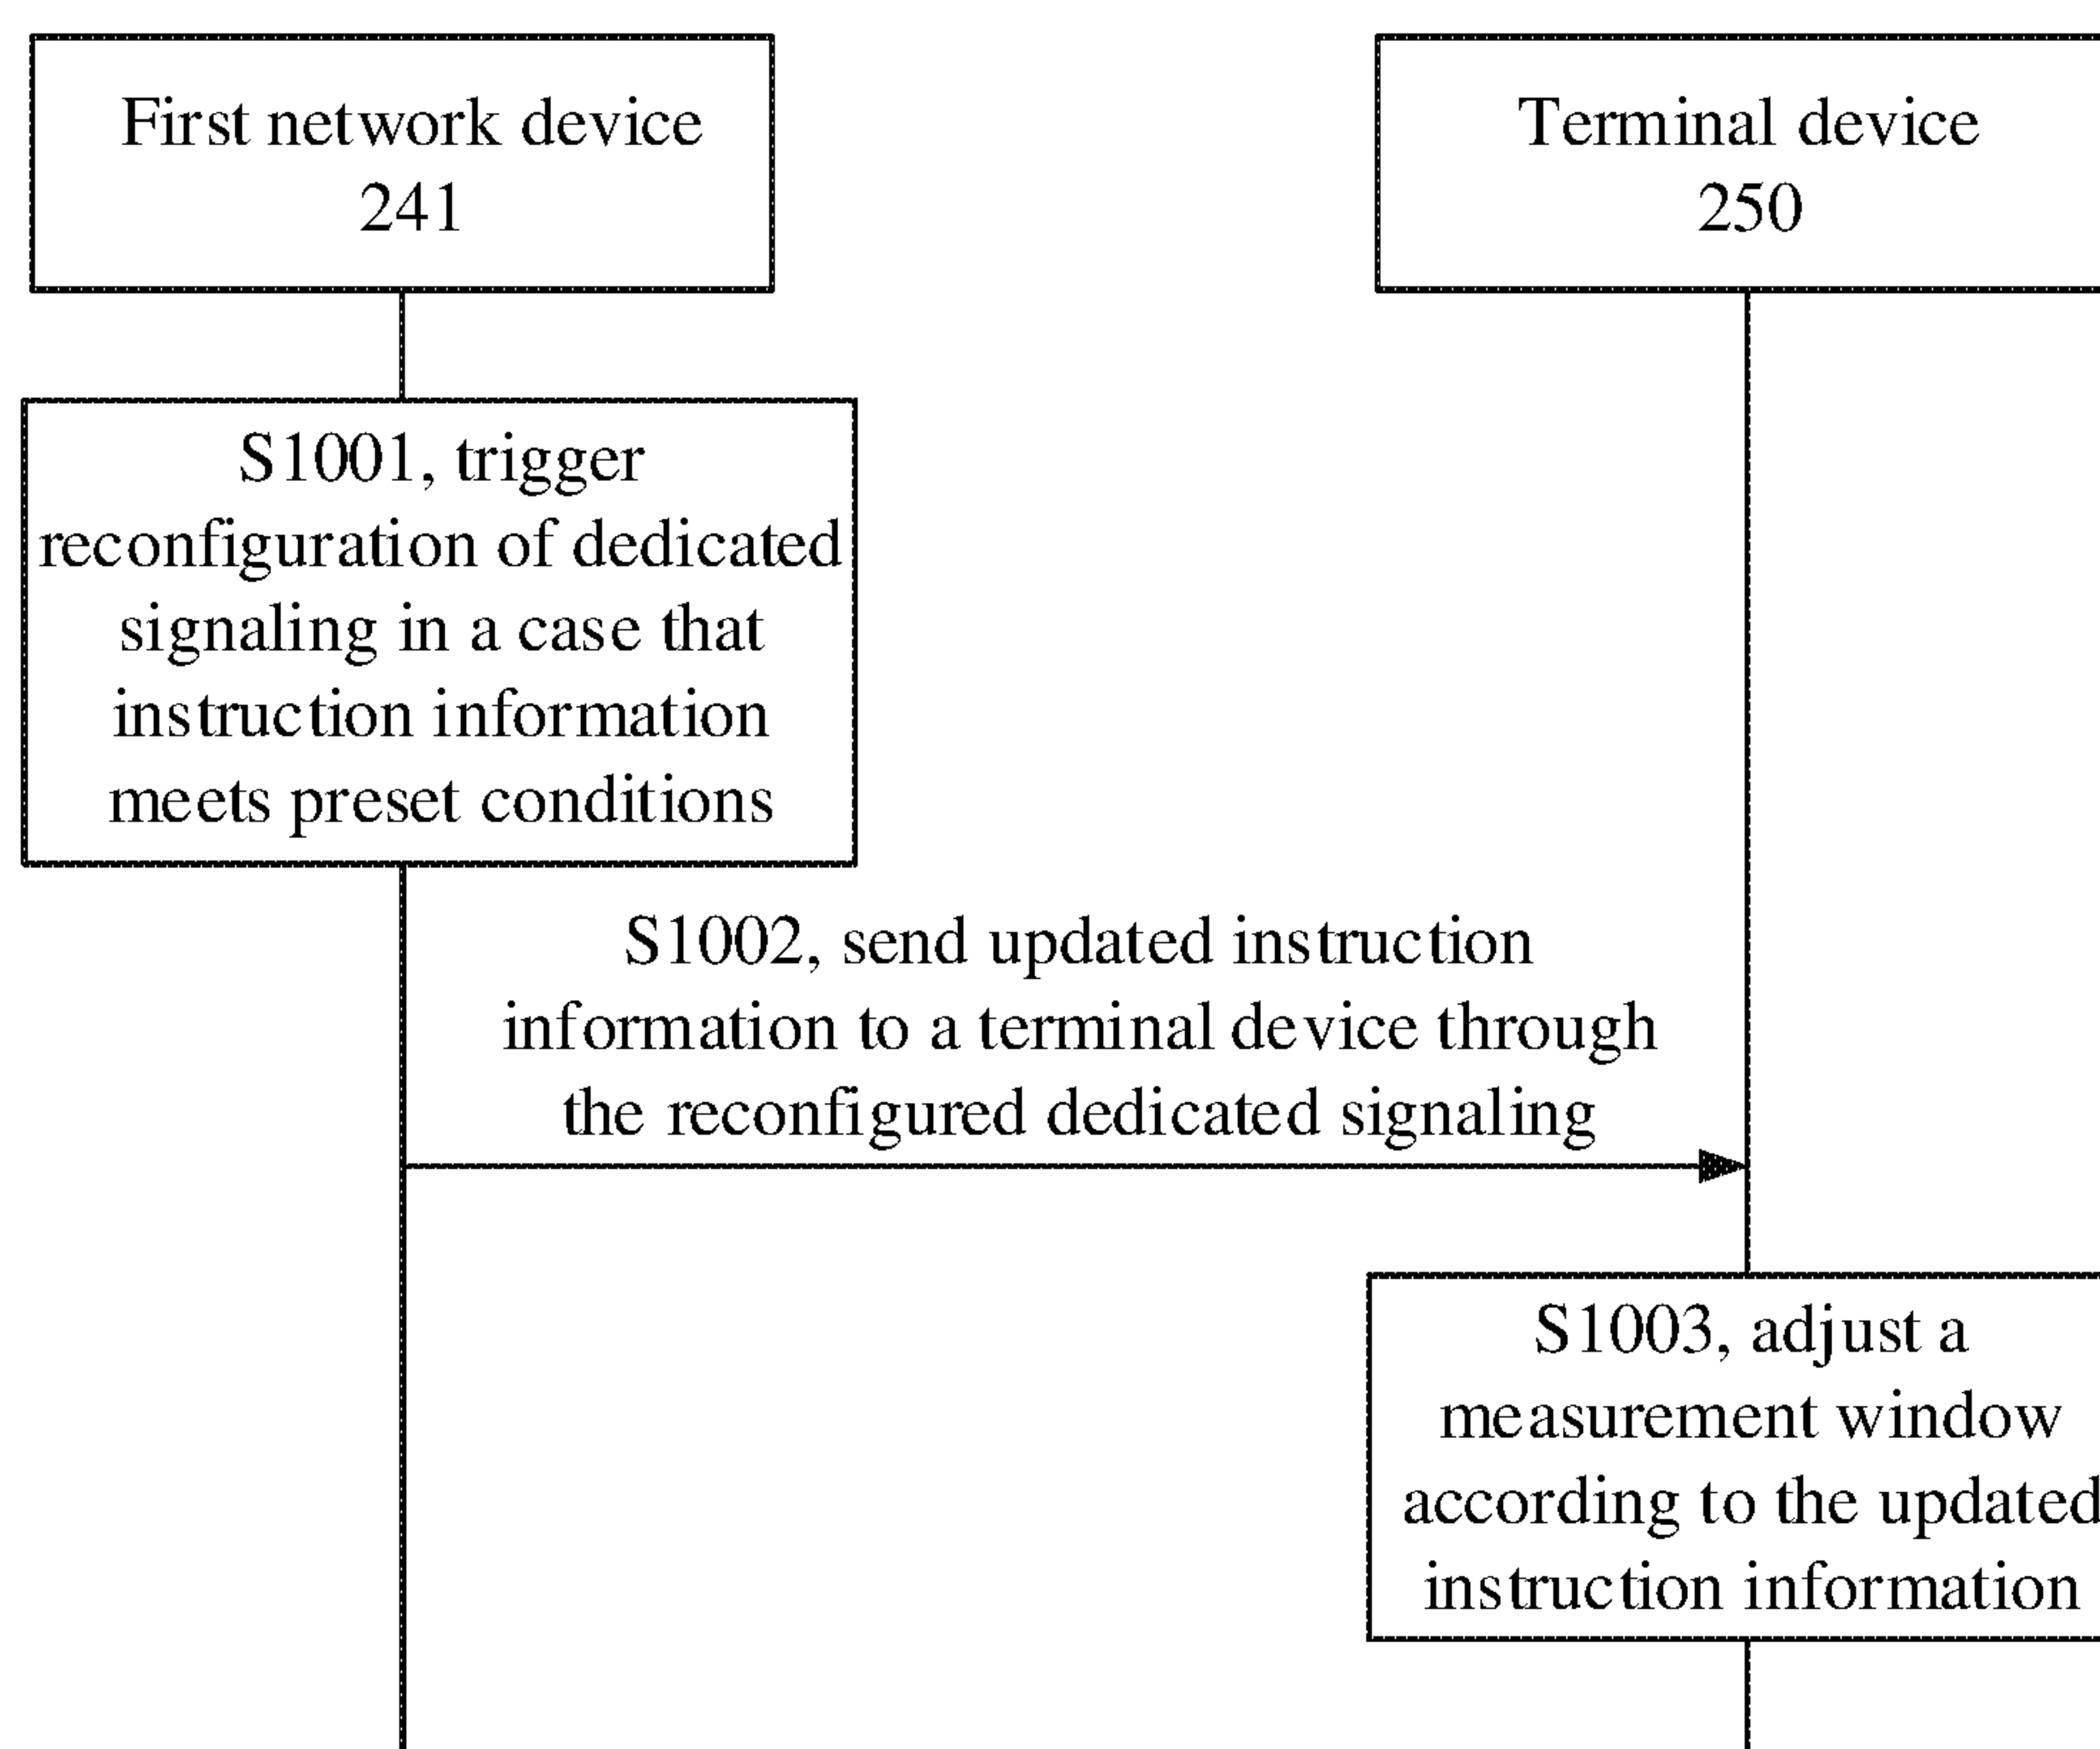 First network device
241
Terminal device
250
S1001, trigger
reconfiguration of dedicated
signaling in a case that
instruction information
meets preset conditions
S1002, send updated instruction
information to a terminal device through
the reconfigured dedicated signaling
S1003, adjust a
measurement window
according to the updated
instruction information